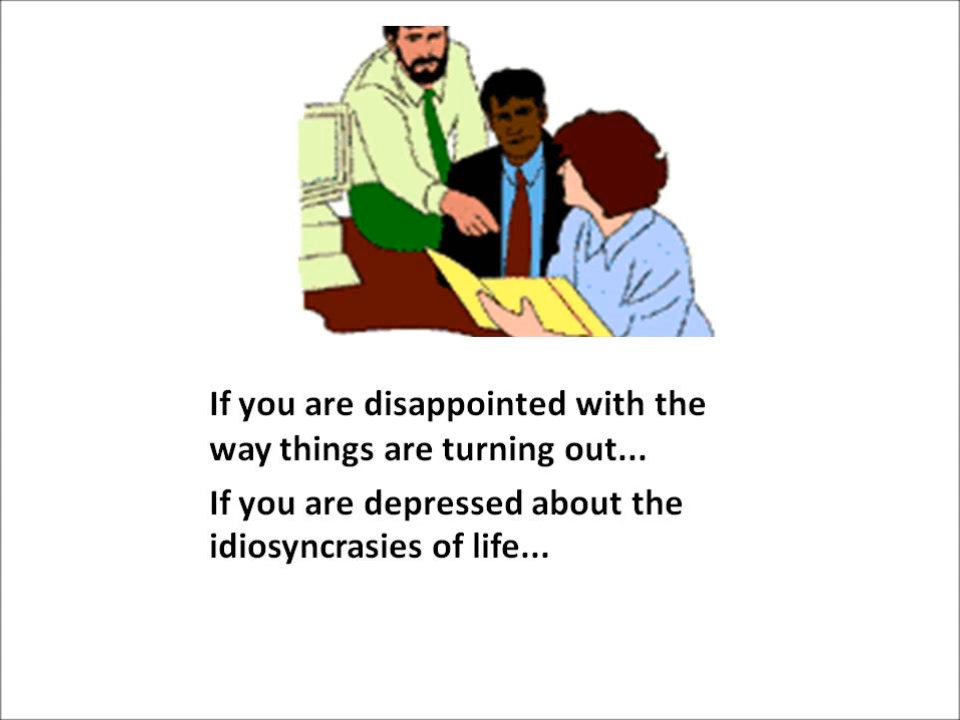 If you are disappointed with the
way things are turning out...
If you are depressed about the
idiosyncrasies of life...